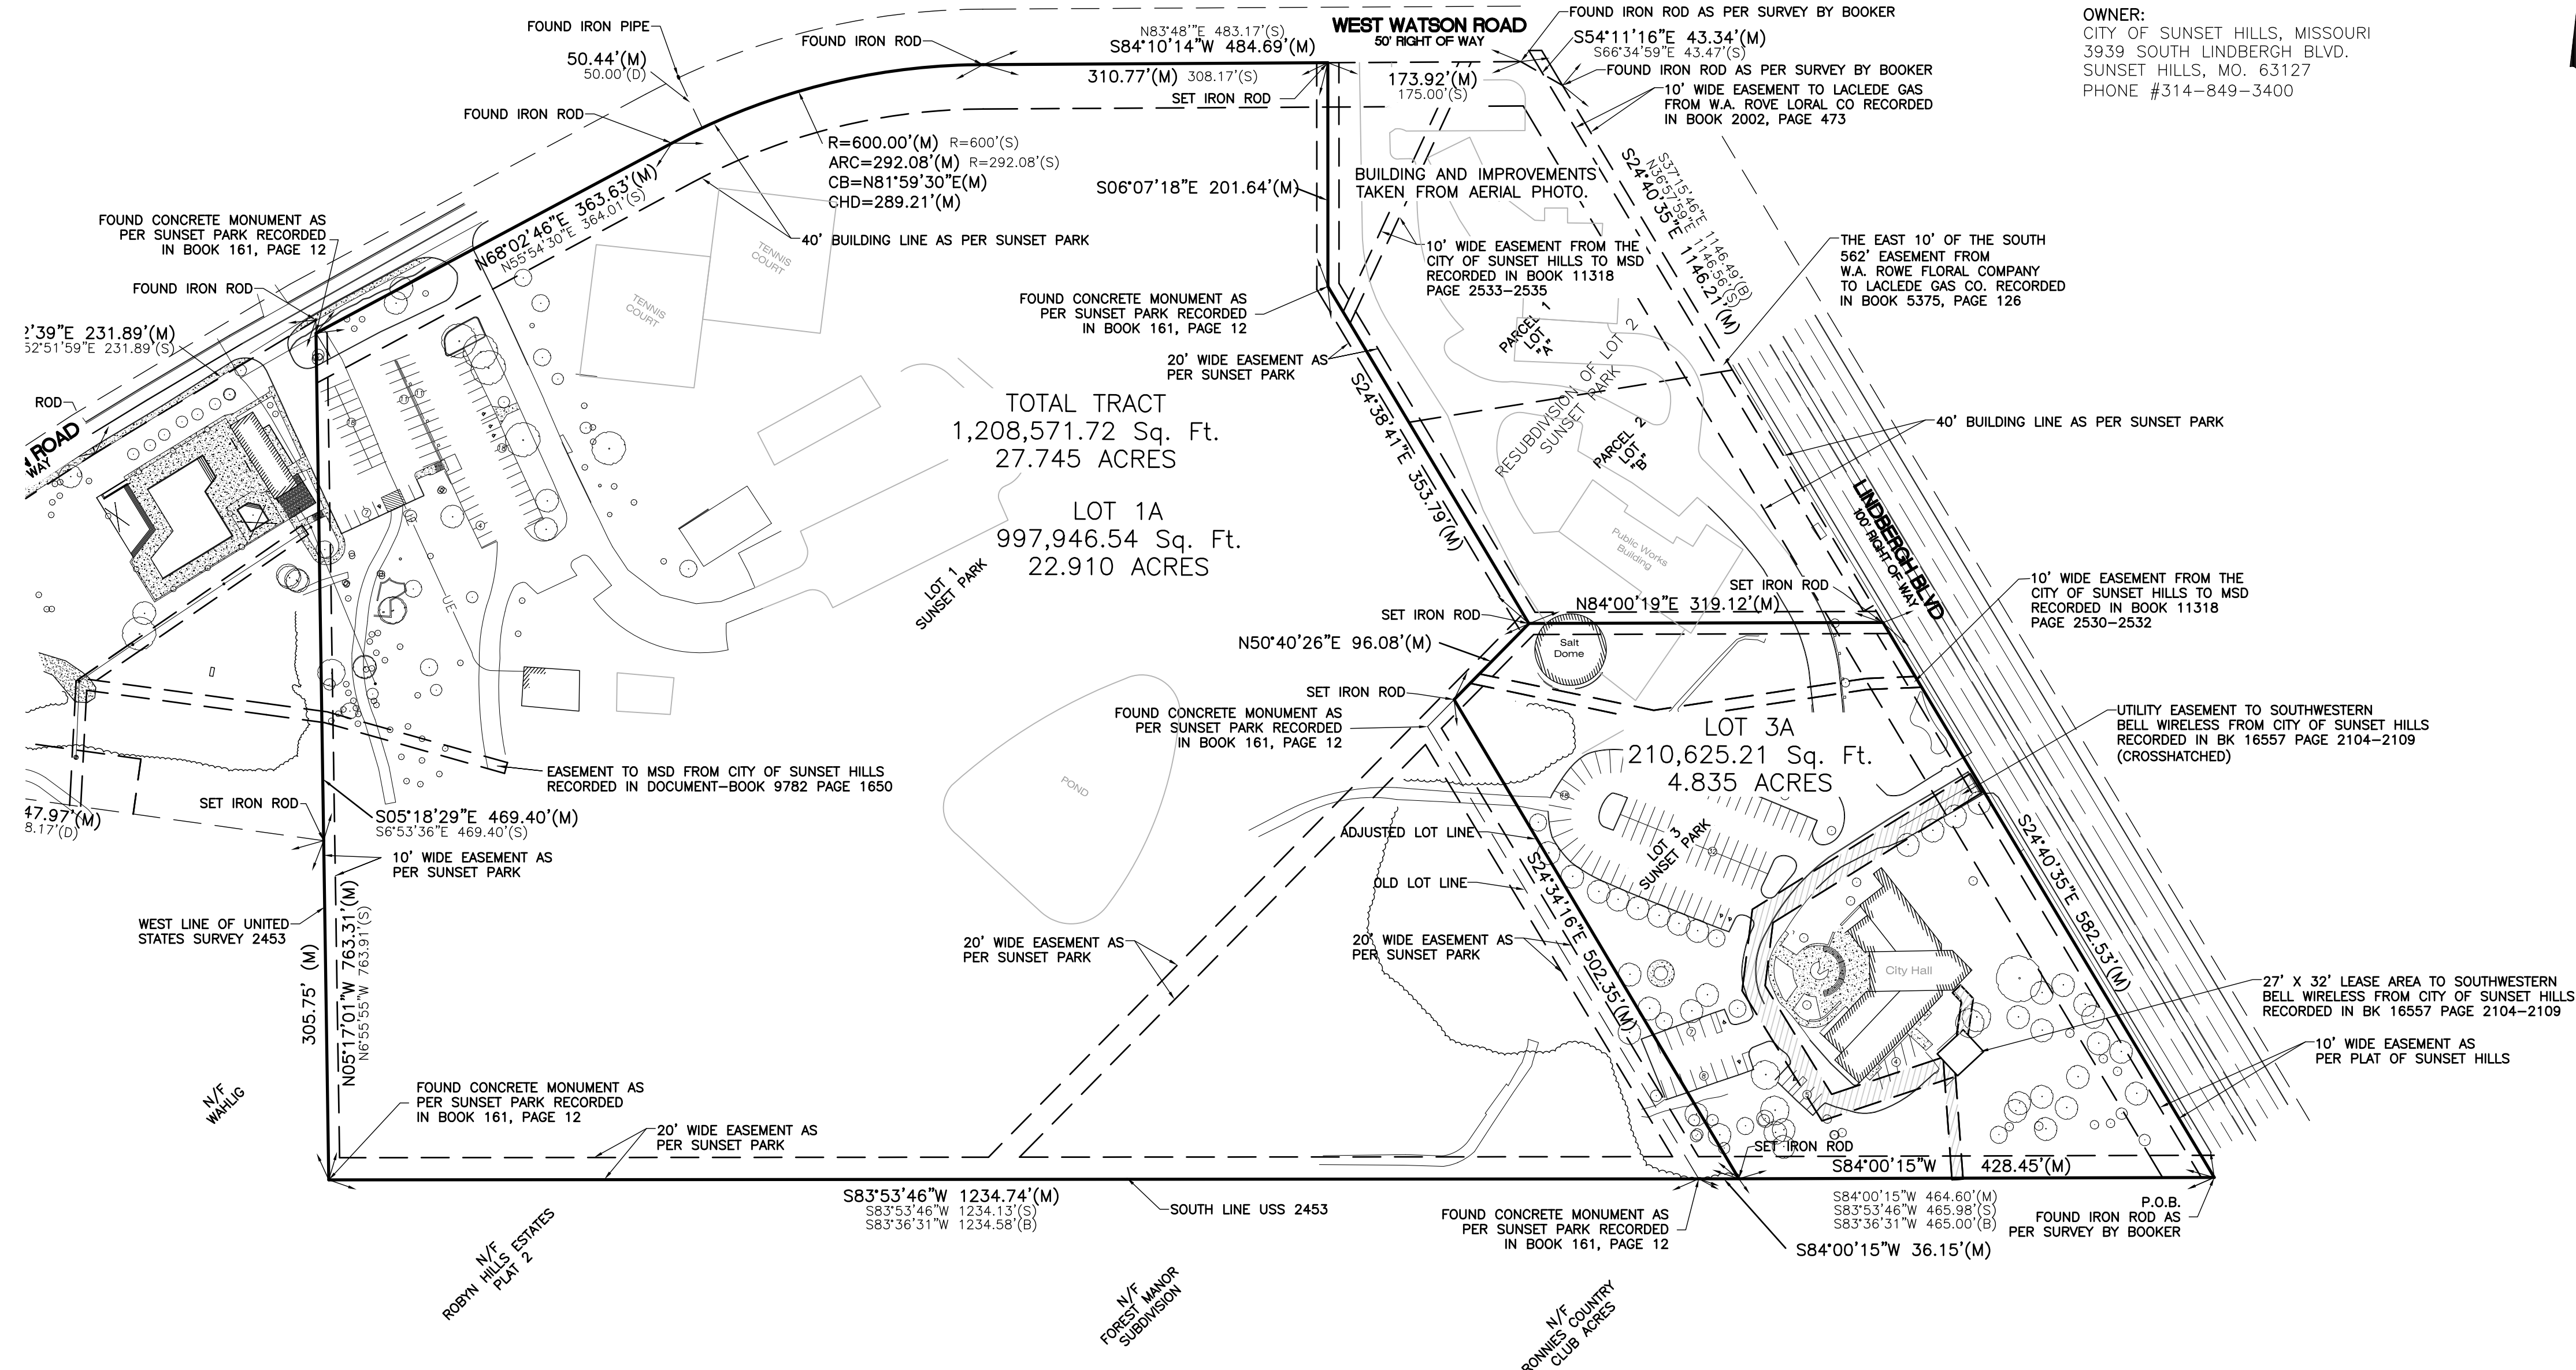 FOUND IRON PIPE
50.44'(M)
50.00'(D)
FOUND IRON ROD
FOUND IRON ROD
N83°48'"E 483.17'(S)
S84°10'14"W 484.69'(M)
310.77'(M) 308.17'(S)
SET IRON ROD
WEST WATSON ROAD
50' RIGHT OF WAY
173.92'(M)
175.00'(S)
FOUND IRON ROD AS PER SURVEY BY BOOKER
S54°11'16"E 43.34'(M)
S66°34'59"E 43.47'(S)
FOUND IRON ROD AS PER SURVEY BY BOOKER
10' WIDE EASEMENT TO LACLEDE GAS
FROM W.A. ROVE LORAL CO RECORDED
IN BOOK 2002, PAGE 473
OWNER:
CITY OF SUNSET HILLS, MISSOURI
3939 SOUTH LINDBERGH BLVD.
SUNSET HILLS, MO. 63127
PHONE #314-849-3400
R=600.00'(M) R=600'(S)
ARC=292.08'(M) R=292.08'(S)
CB=N81°59'30"E(M)
CHD=289.21'(M)
S06°07'18"E 201.64'(M)
BUILDING AND IMPROVEMENTS
TAKEN FROM AERIAL PHOTO.
S37°15'46"E 1146.49'(B)
N36°57'59"E 1146.56'(S)
S24°40'35"E 1146.21'(M)
FOUND CONCRETE MONUMENT AS
PER SUNSET PARK RECORDED
IN BOOK 161, PAGE 12
FOUND IRON ROD
N68°02'46"E 363.63'(M)
N55°54'30"E 364.01'(S)
40' BUILDING LINE AS PER SUNSET PARK
TENNIS
COURT
TENNIS
COURT
10' WIDE EASEMENT FROM THE
CITY OF SUNSET HILLS TO MSD
RECORDED IN BOOK 11318
PAGE 2533-2535
THE EAST 10' OF THE SOUTH
562' EASEMENT FROM
W.A. ROWE FLORAL COMPANY
TO LACLEDE GAS CO. RECORDED
IN BOOK 5375, PAGE 126
FOUND CONCRETE MONUMENT AS
PER SUNSET PARK RECORDED
IN BOOK 161, PAGE 12
2'39"E 231.89'(M)
52°51'59"E 231.89'(S)
ROD
N ROAD
WAY
20' WIDE EASEMENT AS
PER SUNSET PARK
PARCEL 1
LOT
"A"
RESUBDIVISION OF LOT 2
SUNSET PARK
PARCEL 2
LOT
"B"
TOTAL TRACT
1,208,571.72 Sq. Ft.
27.745 ACRES
LOT 1A
997,946.54 Sq. Ft.
22.910 ACRES
LOT 1
SUNSET PARK
S24°38'41"E 353.79'(M)
40' BUILDING LINE AS PER SUNSET PARK
LINDBERGH BLVD
100' RIGHT OF WAY
Public Works
Building
SET IRON ROD
N84°00'19"E 319.12'(M)
SET IRON ROD
N50°40'26"E 96.08'(M)
Salt
Dome
10' WIDE EASEMENT FROM THE
CITY OF SUNSET HILLS TO MSD
RECORDED IN BOOK 11318
PAGE 2530-2532
UE
SET IRON ROD
FOUND CONCRETE MONUMENT AS
PER SUNSET PARK RECORDED
IN BOOK 161, PAGE 12
LOT 3A
210,625.21 Sq. Ft.
4.835 ACRES
UTILITY EASEMENT TO SOUTHWESTERN
BELL WIRELESS FROM CITY OF SUNSET HILLS
RECORDED IN BK 16557 PAGE 2104-2109
(CROSSHATCHED)
POND
EASEMENT TO MSD FROM CITY OF SUNSET HILLS
RECORDED IN DOCUMENT-BOOK 9782 PAGE 1650
SET IRON ROD
47.97'(M)
8.17'(D)
S05°18'29"E 469.40'(M)
S6°53'36"E 469.40'(S)
10' WIDE EASEMENT AS
PER SUNSET PARK
WEST LINE OF UNITED
STATES SURVEY 2453
305.75' (M)
N05°17'01"W 763.31'(M)
N6°55'55"W 763.91'(S)
ADJUSTED LOT LINE
OLD LOT LINE
LOT 3
SUNSET PARK
S24°34'16"E 502.35'(M)
S24°40'35"E 582.53'(M)
20' WIDE EASEMENT AS
PER SUNSET PARK
20' WIDE EASEMENT AS
PER SUNSET PARK
City Hall
27' X 32' LEASE AREA TO SOUTHWESTERN
BELL WIRELESS FROM CITY OF SUNSET HILLS
RECORDED IN BK 16557 PAGE 2104-2109
10' WIDE EASEMENT AS
PER PLAT OF SUNSET HILLS
N/F
WAHLIG
FOUND CONCRETE MONUMENT AS
PER SUNSET PARK RECORDED
IN BOOK 161, PAGE 12
20' WIDE EASEMENT AS
PER SUNSET PARK
SET IRON ROD
S84°00'15"W 428.45'(M)
S83°53'46"W 1234.74'(M)
S83°53'46"W 1234.13'(S)
S83°36'31"W 1234.58'(B)
SOUTH LINE USS 2453
FOUND CONCRETE MONUMENT AS
PER SUNSET PARK RECORDED
IN BOOK 161, PAGE 12
S84°00'15"W 464.60'(M)
S83°53'46"W 465.98'(S)
S83°36'31"W 465.00'(B)
P.O.B.
FOUND IRON ROD AS
PER SURVEY BY BOOKER
S84°00'15"W 36.15'(M)
N/F
ROBYN HILLS ESTATES
PLAT 2
N/F
FOREST MANOR
SUBDIVISION
N/F
RONNIES COUNTRY
CLUB ACRES